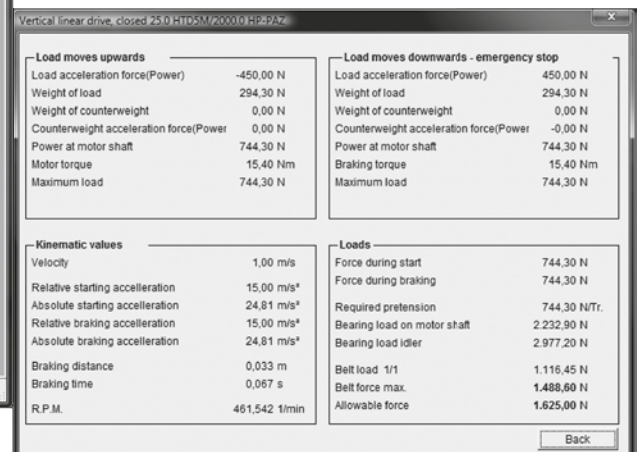 Vertical linear drive, closed 25.0 HTD5M/2000.0 HP-PAZ
Load moves upwards
Load acceleration force(Power) -450,00 N
Weight of load 294,30 N
Weight of counterweight 0,00 N
Counterweight acceleration force(Power 0,00 N
Power at motor shaft 744,30 N
Motor torque 15,40 Nm
Maximum load 744,30 N
Load moves downwards - emergency stop
Load acceleration force(Power) 450,00 N
Weight of load 294,30 N
Weight of counterweight 0,00 N
Counterweight acceleration force(Power -0,00 N
Power at motor shaft 744,30 N
Braking torque 15,40 Nm
Maximum load 744,30 N
Kinematic values
Velocity 1,00 m/s
Relative starting accelleration 15,00 m/s²
Absolute starting accelleration 24,81 m/s²
Relative braking accelleration 15,00 m/s²
Absolute braking accelleration 24,81 m/s²
Braking distance 0,033 m
Braking time 0,067 s
R.P.M. 461,542 1/min
Loads
Force during start 744,30 N
Force during braking 744,30 N
Required pretension 744,30 N/Tr.
Bearing load on motor shaft 2.232,90 N
Bearing load idler 2.977,20 N
Belt load 1/1 1.116,45 N
Belt force max. 1.488,60 N
Allowable force 1.625,00 N
Back